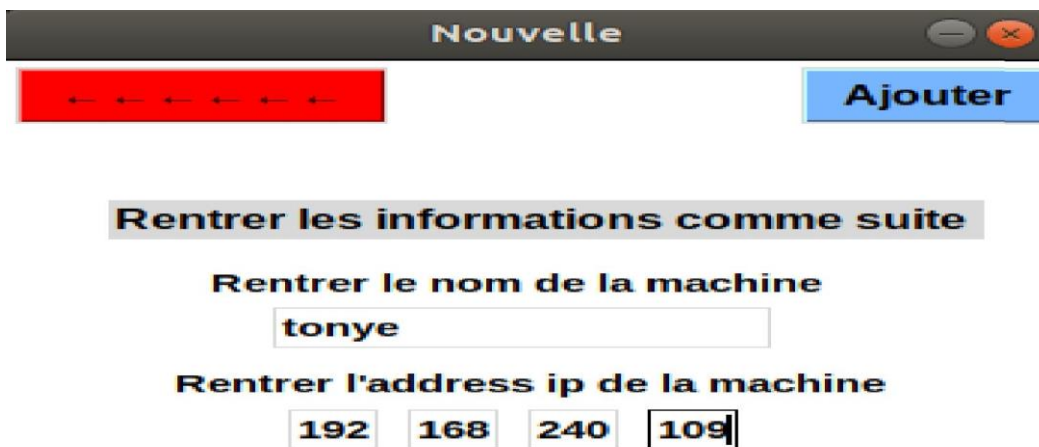 Nouvelle
← ← ← ← ← ← Ajouter
Rentrer les informations comme suite
Rentrer le nom de la machine
tonye
Rentrer l'address ip de la machine
192 168 240 109